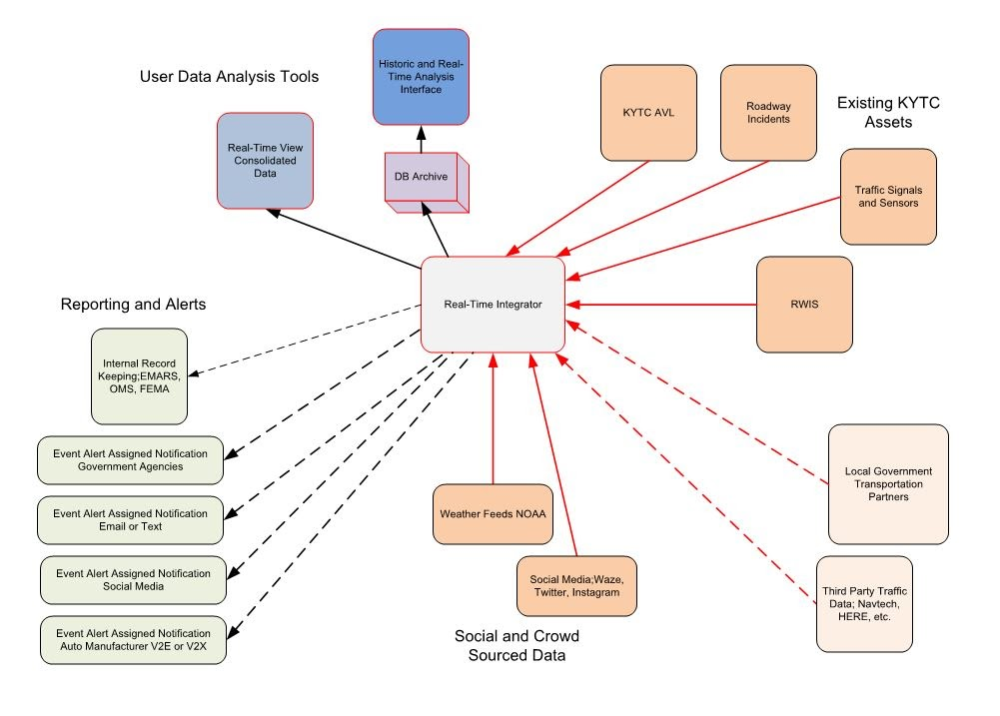 Historic and Real-
Time Analysis
Interface
User Data Analysis Tools
KYTC AVL
Roadway
Incidents
Existing KYTC
Assets
Real-Time View
Consolidated
Data
DB Archive
Traffic Signals
and Sensors
Real-Time Integrator
RWIS
Reporting and Alerts
Internal Record
Keeping;EMARS,
OMS, FEMA
Event Alert Assigned Notification
Government Agencies
Event Alert Assigned Notification
Email or Text
Event Alert Assigned Notification
Social Media
Event Alert Assigned Notification
Auto Manufacturer V2E or V2X
Weather Feeds NOAA
Social Media;Waze,
Twitter, Instagram
Social and Crowd
Sourced Data
Local Government
Transportation
Partners
Third Party Traffic
Data; Navtech,
HERE, etc.